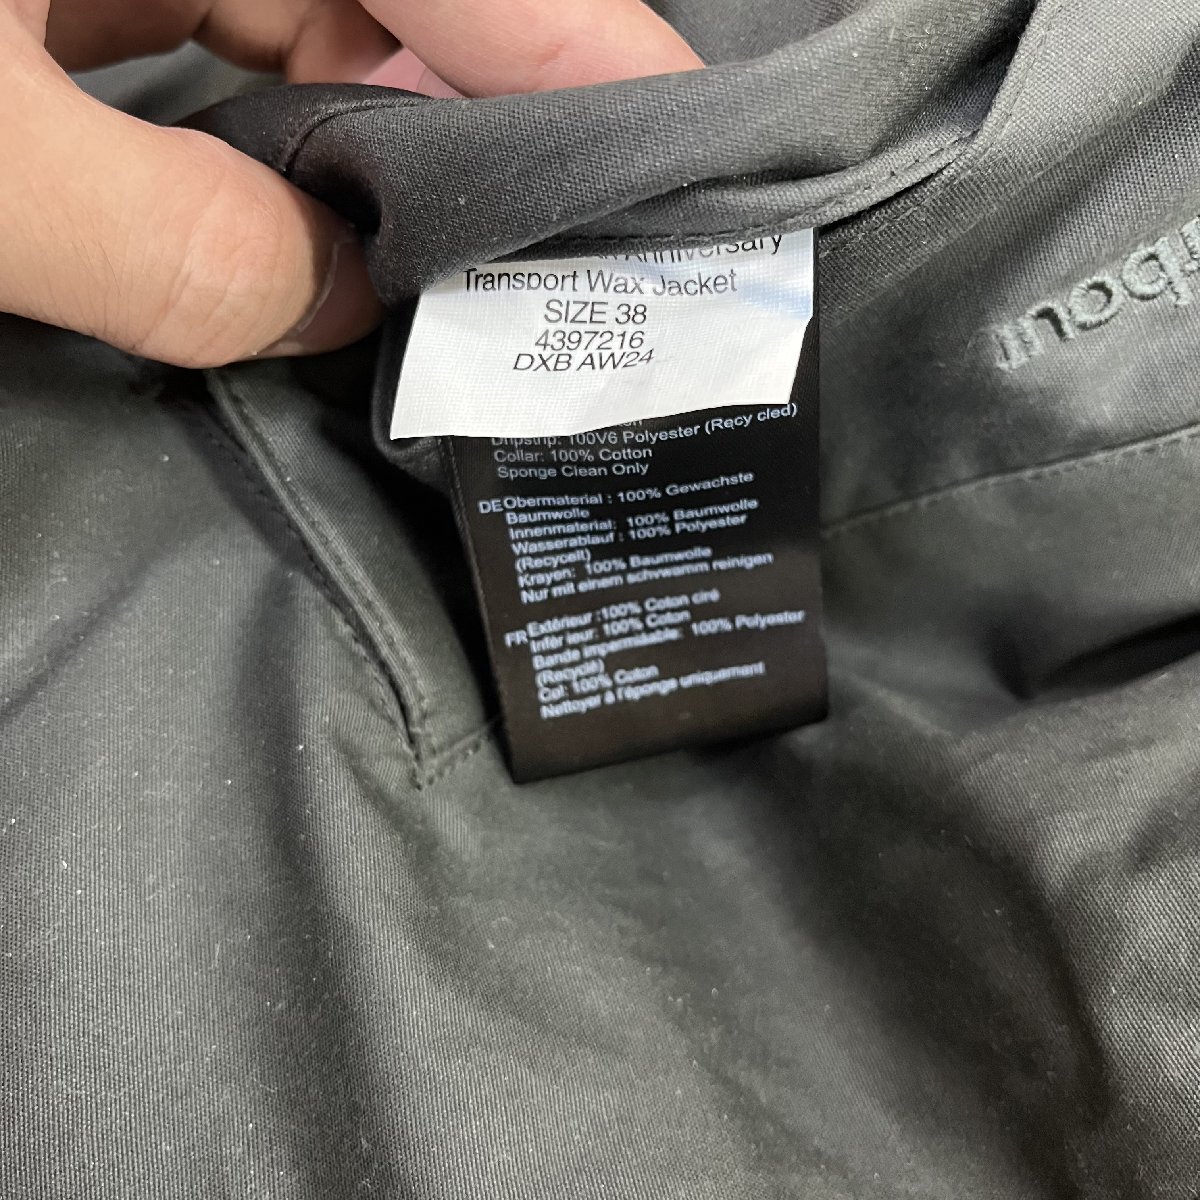 Anniversary
Transport Wax Jacket
SIZE 38
4397216
DXB AW24
Dripstrip: 100V6 Polyester (Recy cled)
Collar: 100% Cotton
Sponge Clean Only
DE Obermaterial : 100% Gewachste
Baumwolle
Innenmaterial: 100% Baumwolle
Wasserablauf : 100% Polyester
(Recycelt)
Krayen: 100% Baumwolle
Nur mit einem schvwamm reinigen
FR Extérieur :100% Coton ciré
Infér ieur: 100% Coton
Bande imperméable: 100% Polyester
(Recyclé)
Col: 100% Coton
Nettoyer à l'éponge uniquement